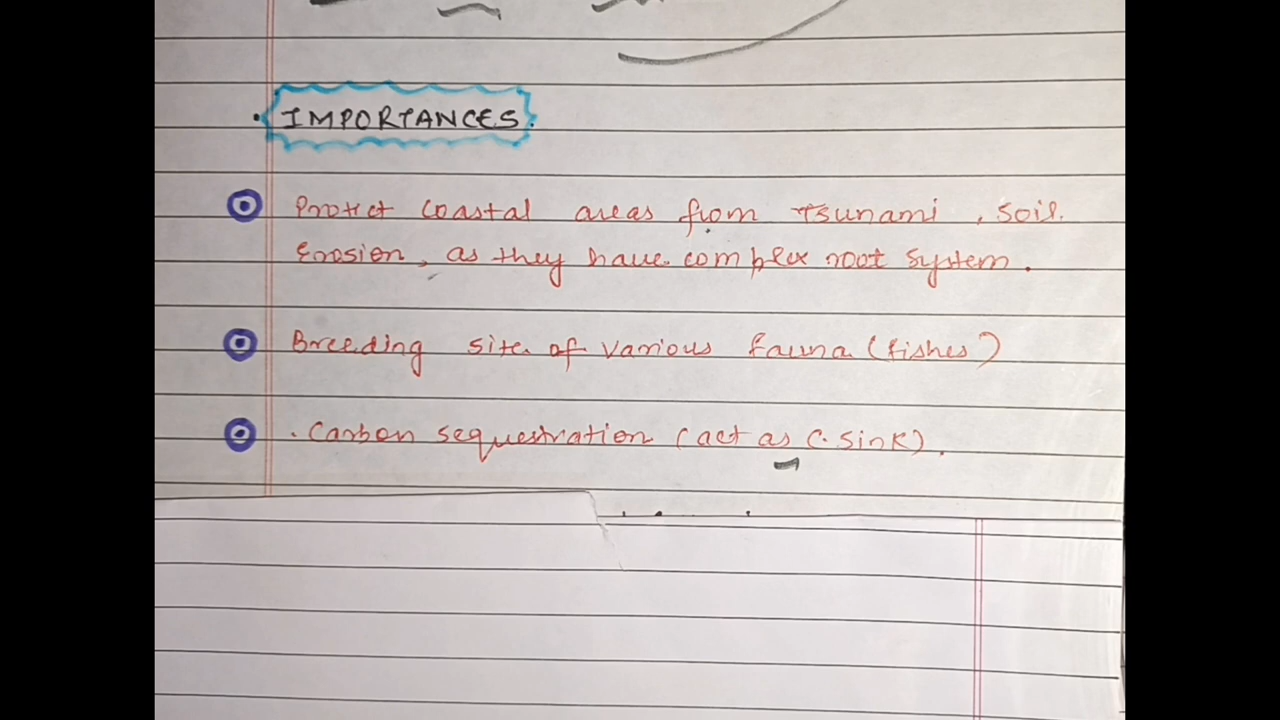 . IMPORTANCES.
Protect coastal areas from Tsunami, soil
Erosion, as they have complex root system.
Breeding site of various fauna (fishes)
. Carbon sequestration (act as C. sink).